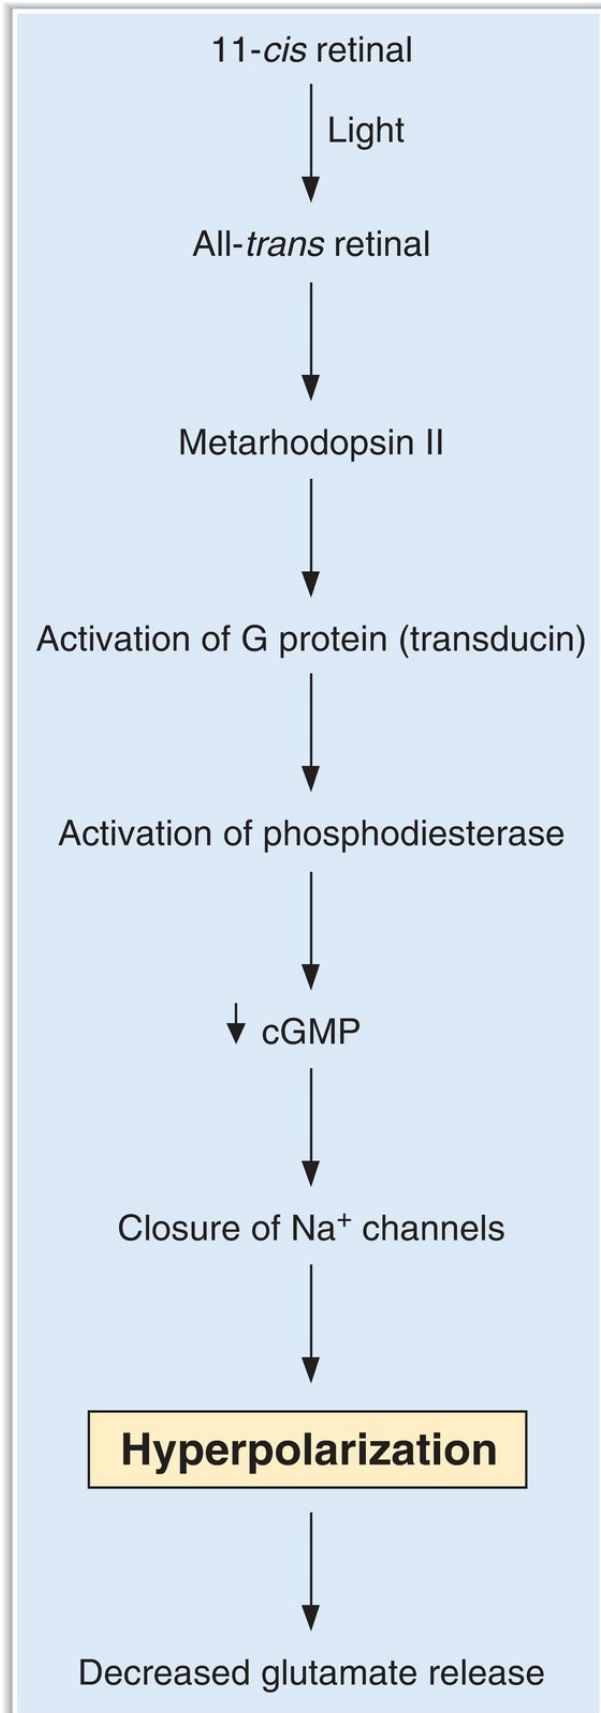 11-cis retinal
Light
All-trans retinal
Metarhodopsin II
Activation of G protein (transducin)
Activation of phosphodiesterase
↓ cGMP
Closure of Na⁺ channels
Hyperpolarization
Decreased glutamate release